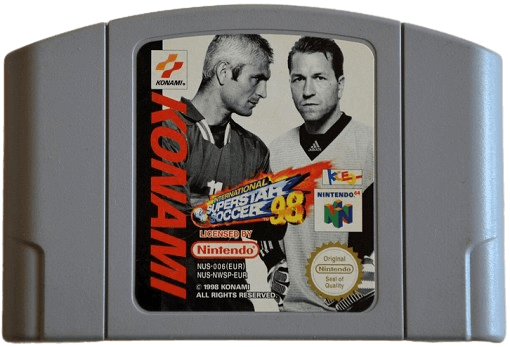 KONAMI®
KONAMI
INTERNATIONAL
SUPERSTAR
SOCCER 98
KCEO
NINTENDO 64
N
LICENSED BY
Nintendo
NUS-006(EUR)
NUS-NWSP-EUR
© 1998 KONAMI
ALL RIGHTS RESERVED.
Original
Nintendo
Seal of
Quality